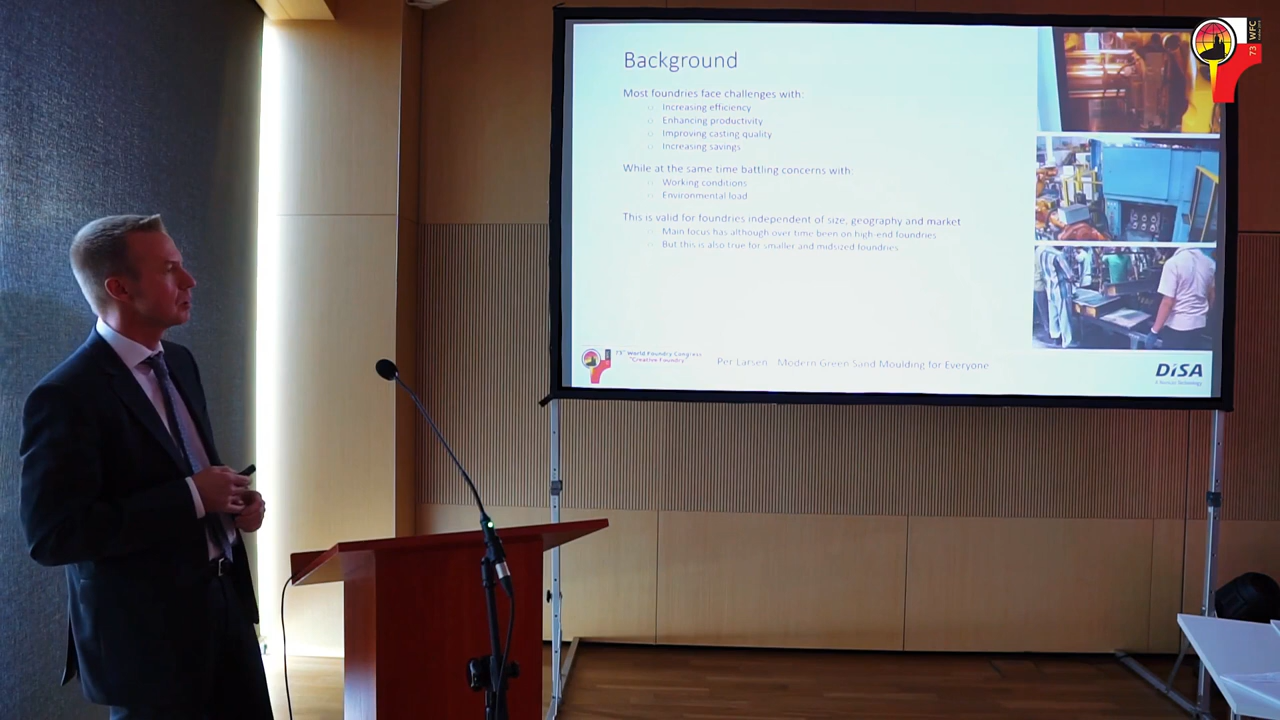 Background
Most foundries face challenges with:
Increasing efficiency
Enhancing productivity
Improving casting quality
Increasing savings
While at the same time battling concerns with
Working conditions
Environmental load
This is valid for foundries independent of size, geography and market
Main focus has although over time been on high-end foundries
But this is also true for smaller and midsized foundries
73rd World Foundry Congress
"Creative Foundry"
Per Larsen Modern Green Sand Moulding for Everyone
DISA
73 WFC